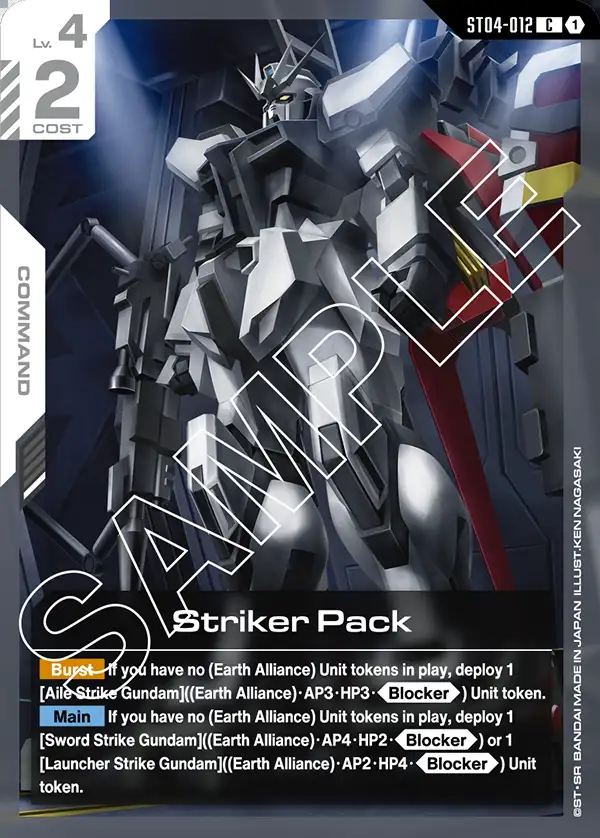 ST04-012 C 1
Lv. 4
2
COST
COMMAND
SAMPLE
Striker Pack
Burst If you have no (Earth Alliance) Unit tokens in play, deploy 1
[Aile Strike Gundam]((Earth Alliance)·AP3·HP3·Blocker) Unit token.
Main If you have no (Earth Alliance) Unit tokens in play, deploy 1
[Sword Strike Gundam]((Earth Alliance)·AP4·HP2·Blocker) or 1
[Launcher Strike Gundam]((Earth Alliance)·AP2·HP4·Blocker) Unit
token.
©ST·SR BANDAI MADE IN JAPAN ILLUST.KEN NAGASAKI